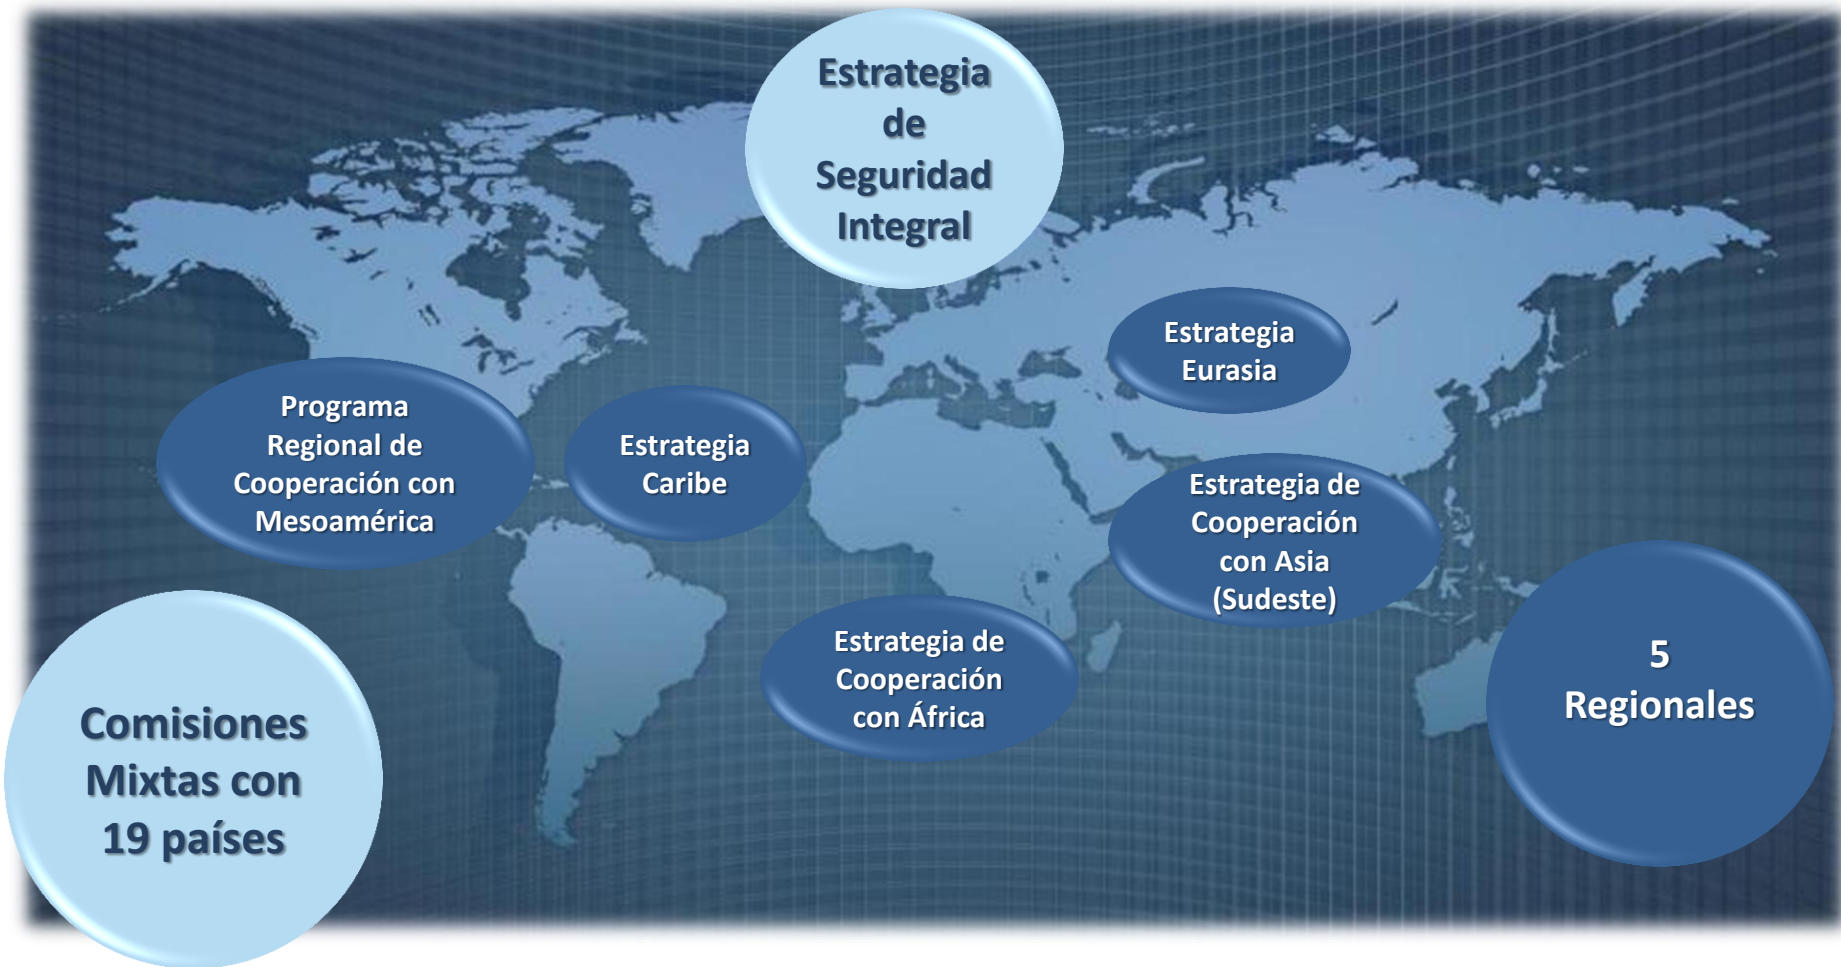 Estrategia
de
Seguridad
Integral
Estrategia
Eurasia
Programa
Regional de
Cooperación con
Mesoamérica
Estrategia
Caribe
Estrategia de
Cooperación
con Asia
(Sudeste)
Estrategia de
Cooperación
con África
5
Regionales
Comisiones
Mixtas con
19 países